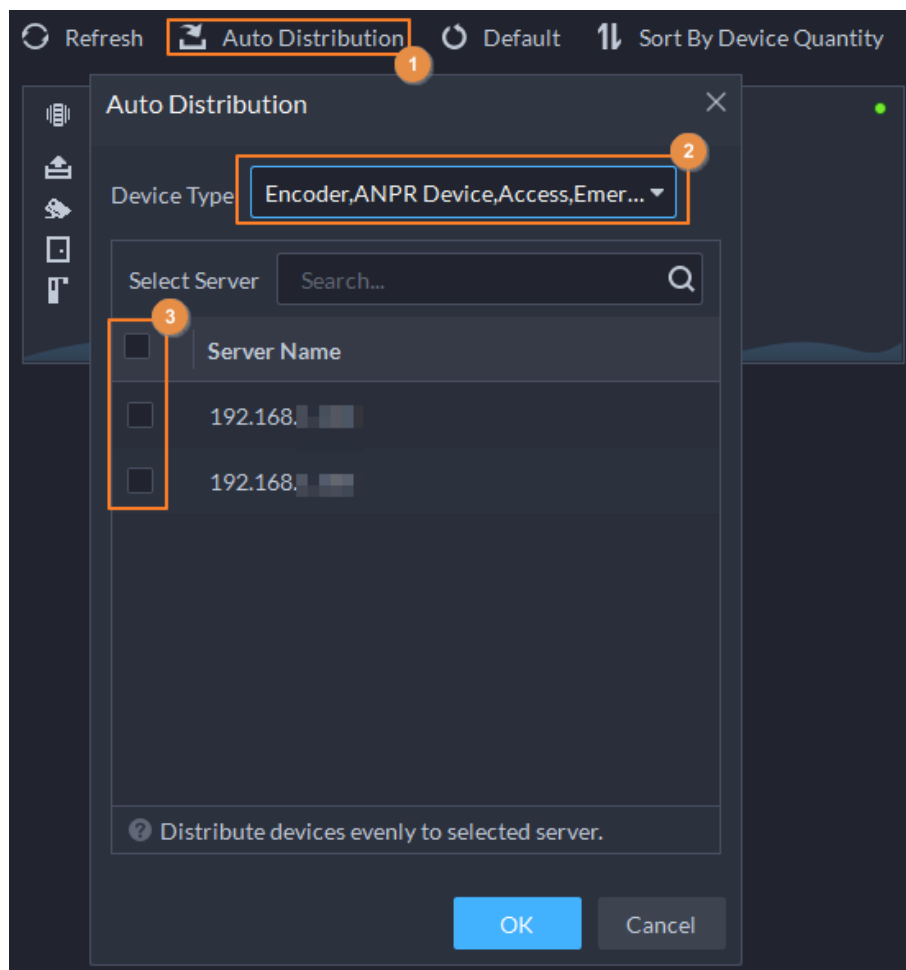 Refresh Auto Distribution Default Sort By Device Quantity
1
Auto Distribution
2
Device Type Encoder,ANPR Device,Access,Emer...
Select Server Search...
3
Server Name
192.168.
192.168.
Distribute devices evenly to selected server.
OK Cancel